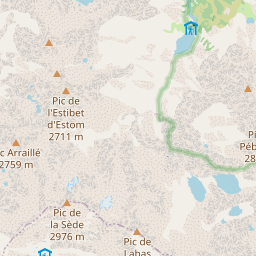 Pic de
l'Estibet
d'Estom
2711 m
c Arraillé
2759 m
Pi
Péb
28
Pic de
la Sède
2976 m
Pic de
Labas